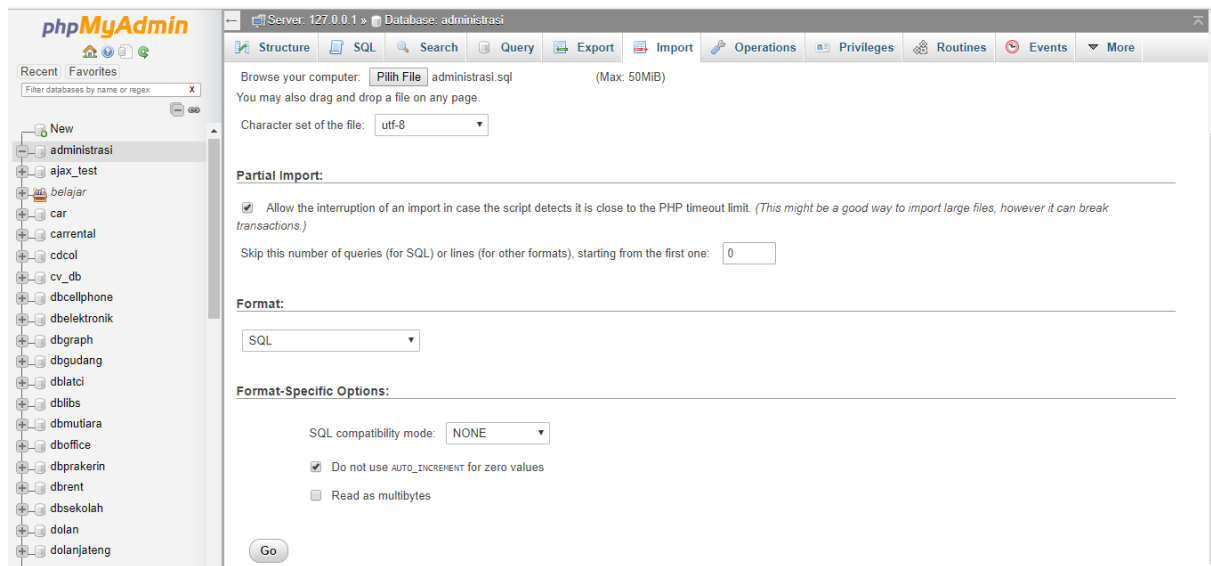 phpMyAdmin
Recent Favorites
Filter databases by name or regex X
New
administrasi
ajax_test
belajar
car
carrental
cdcol
cv_db
dbcellphone
dbelektronik
dbgraph
dbgudang
dblatci
dblibs
dbmutiara
dboffice
dbprakerin
dbrent
dbsekolah
dolan
dolanjateng
Server: 127.0.0.1 » Database: administrasi
Structure SQL Search Query Export Import Operations Privileges Routines Events More
Browse your computer: Pilih File administrasi.sql (Max: 50MiB)
You may also drag and drop a file on any page.
Character set of the file: utf-8
Partial Import:
Allow the interruption of an import in case the script detects it is close to the PHP timeout limit. (This might be a good way to import large files, however it can break
transactions.)
Skip this number of queries (for SQL) or lines (for other formats), starting from the first one: 0
Format:
SQL
Format-Specific Options:
SQL compatibility mode: NONE
Do not use AUTO_INCREMENT for zero values
Read as multibytes
Go